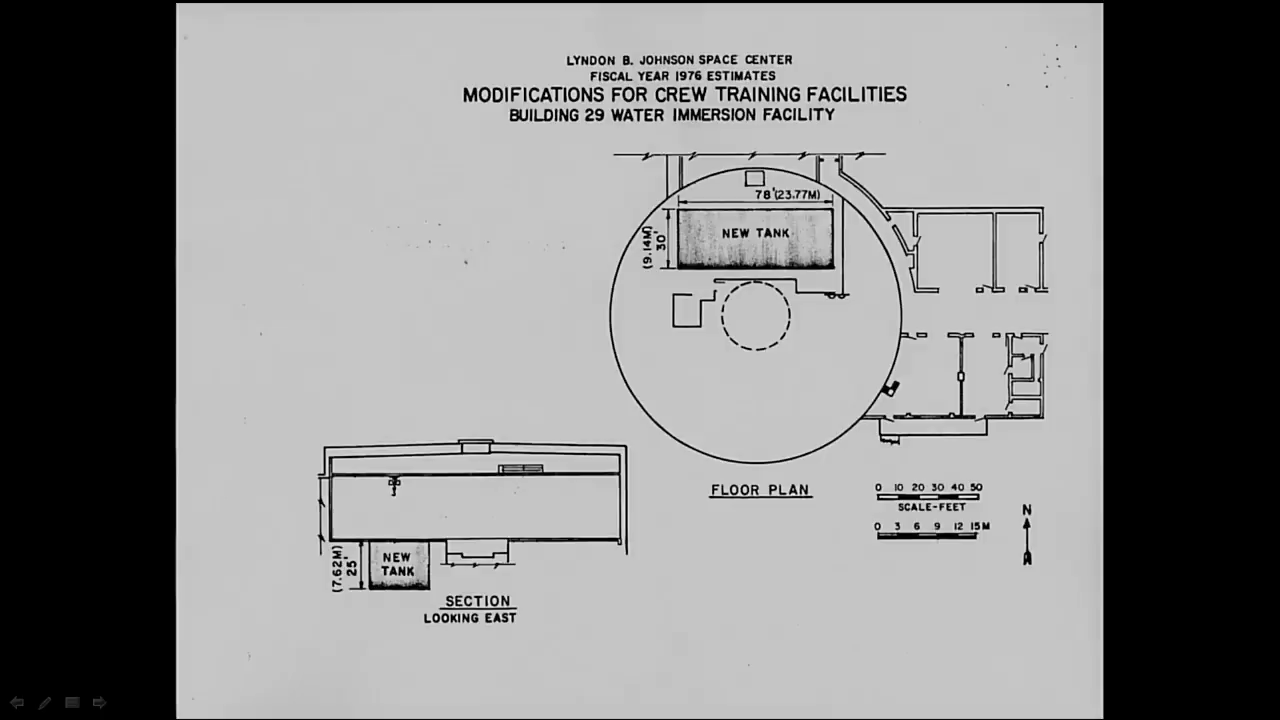 LYNDON B. JOHNSON SPACE CENTER
FISCAL YEAR 1976 ESTIMATES
MODIFICATIONS FOR CREW TRAINING FACILITIES
BUILDING 29 WATER IMMERSION FACILITY
78'(23.77M)
(9.14M)
30'
NEW TANK
FLOOR PLAN
0 10 20 30 40 50
SCALE-FEET
0 3 6 9 12 15M
N
(7.62M)
25'
NEW
TANK
SECTION
LOOKING EAST